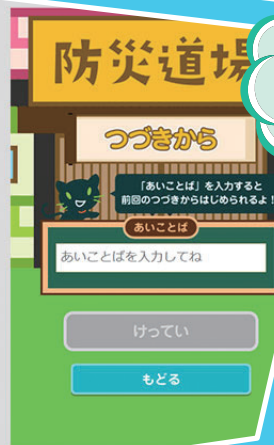 防災道場
つづきから
「あいことば」を入力すると
前回のつづきからはじめられるよ！
あいことば
あいことばを入力してね
けってい
もどる